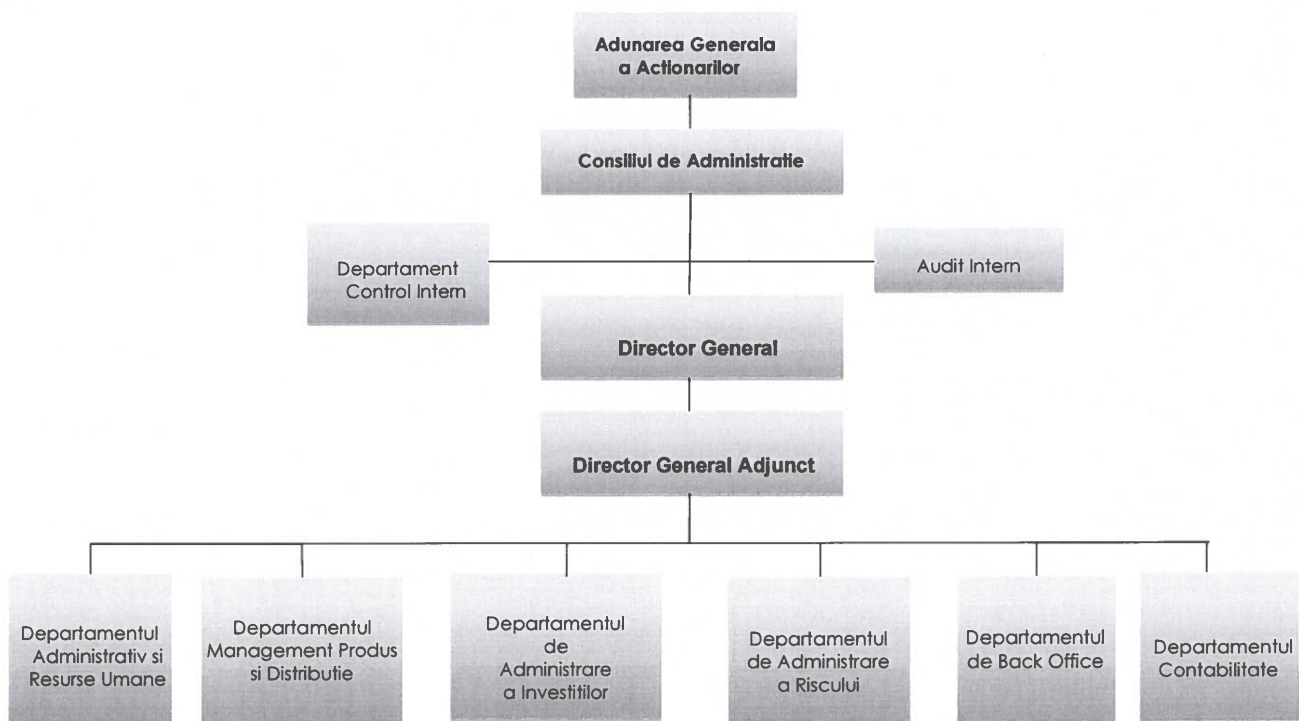 Adunarea Generala
a Actionarilor
Consiliul de Administratie
Departament
Control Intern
Audit Intern
Director General
Director General Adjunct
Departamentul
Administrativ si
Resurse Umane
Departamentul
Management Produs
si Distributie
Departamentul
de
Administrare
a Investitilor
Departamentul
de Administrare
a Riscului
Departamentul
de Back Office
Departamentul
Contabilitate